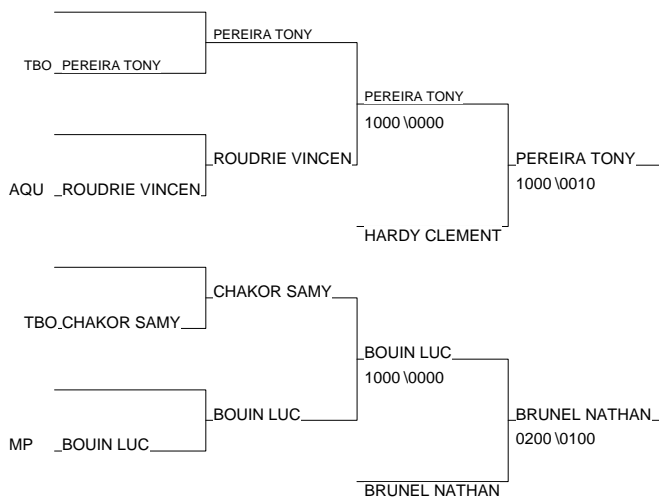 PEREIRA TONY
TBO PEREIRA TONY
PEREIRA TONY
1000 \0000
ROUDRIE VINCEN
PEREIRA TONY
1000 \0010
AQU ROUDRIE VINCEN
HARDY CLEMENT
CHAKOR SAMY
TBO CHAKOR SAMY
BOUIN LUC
1000 \0000
BOUIN LUC
BRUNEL NATHAN
0200 \0100
MP BOUIN LUC
BRUNEL NATHAN